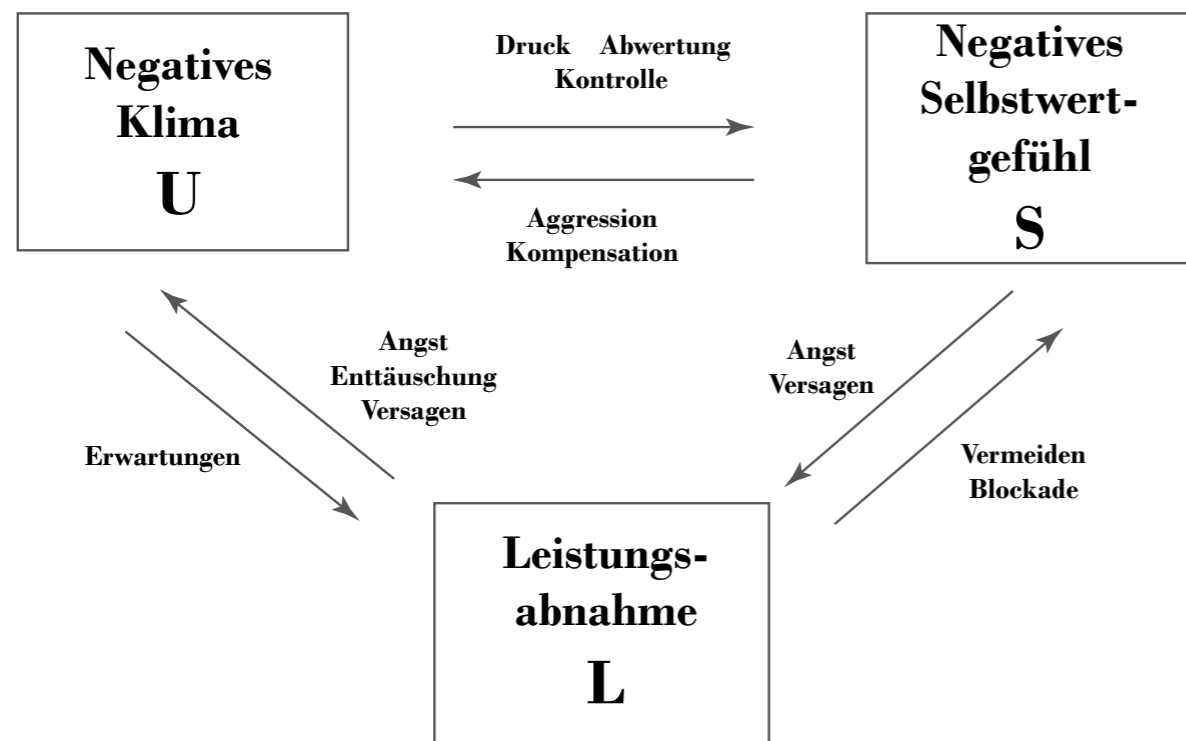 Negatives
Klima
U
Druck Abwertung
Kontrolle
Aggression
Kompensation
Negatives
Selbstwert-
gefühl
S
Angst
Enttäuschung
Versagen
Erwartungen
Angst
Versagen
Vermeiden
Blockade
Leistungs-
abnahme
L